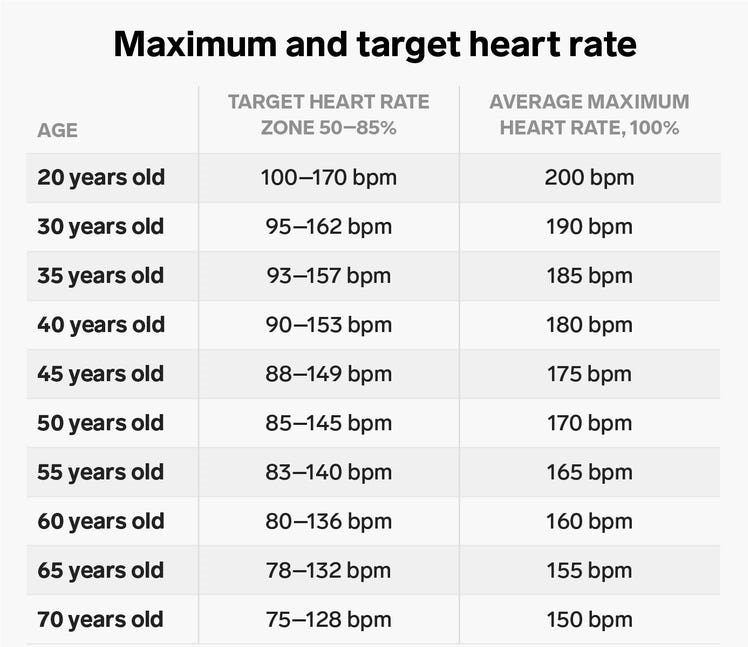 Maximum and target heart rate
AGE
TARGET HEART RATE
ZONE 50–85%
AVERAGE MAXIMUM
HEART RATE, 100%
20 years old 100–170 bpm 200 bpm
30 years old 95–162 bpm 190 bpm
35 years old 93–157 bpm 185 bpm
40 years old 90–153 bpm 180 bpm
45 years old 88–149 bpm 175 bpm
50 years old 85–145 bpm 170 bpm
55 years old 83–140 bpm 165 bpm
60 years old 80–136 bpm 160 bpm
65 years old 78–132 bpm 155 bpm
70 years old 75–128 bpm 150 bpm